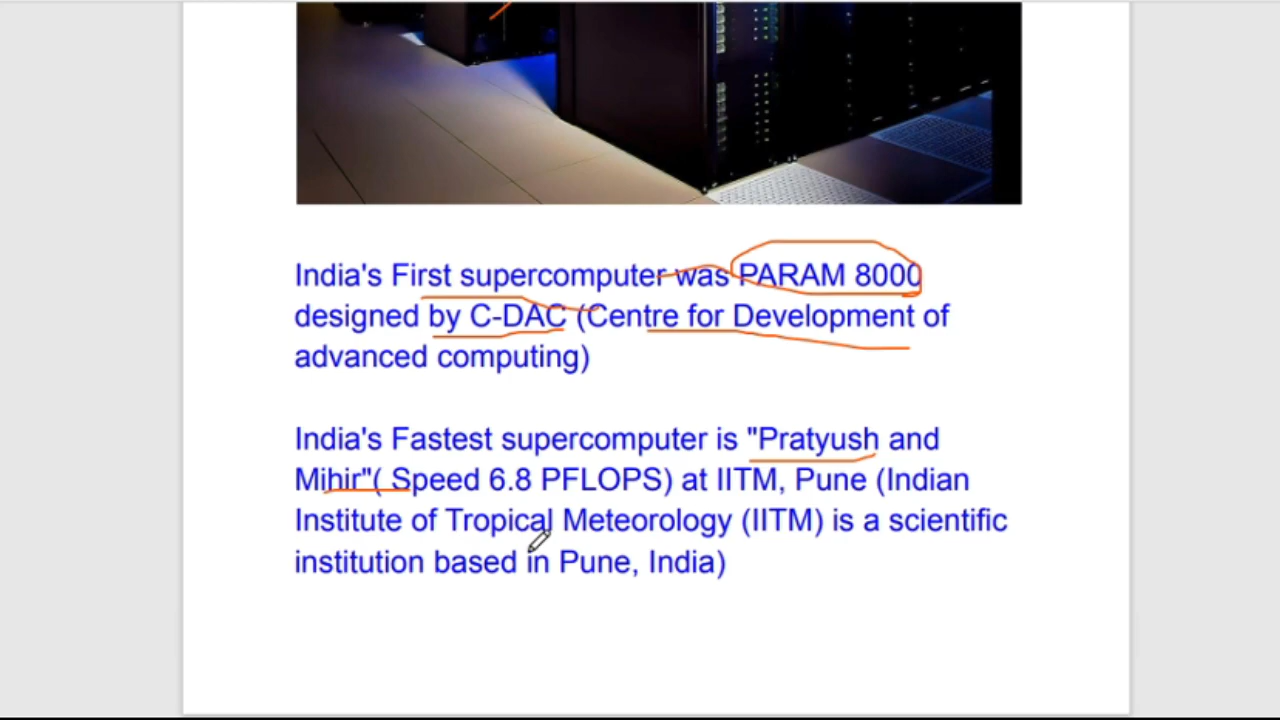 India's First supercomputer was PARAM 8000
designed by C-DAC (Centre for Development of
advanced computing)
India's Fastest supercomputer is "Pratyush and
Mihir"( Speed 6.8 PFLOPS) at IITM, Pune (Indian
Institute of Tropical Meteorology (IITM) is a scientific
institution based in Pune, India)